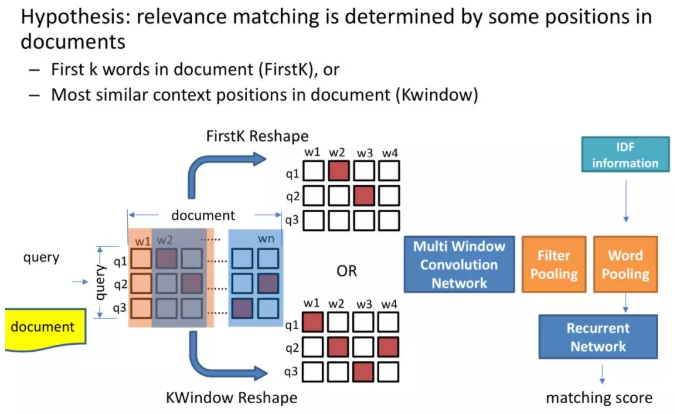 Hypothesis: relevance matching is determined by some positions in
documents
– First k words in document (FirstK), or
– Most similar context positions in document (Kwindow)
FirstK Reshape
w1 w2 w3 w4
q1
q2
q3
IDF
information
document
w1 w2 ...... wn
query
query
q1
q2 ......
q3 ......
document
OR
Multi Window
Convolution
Network
Filter
Pooling
Word
Pooling
w1 w2 w3 w4
q1
q2
q3
Recurrent
Network
KWindow Reshape
matching score